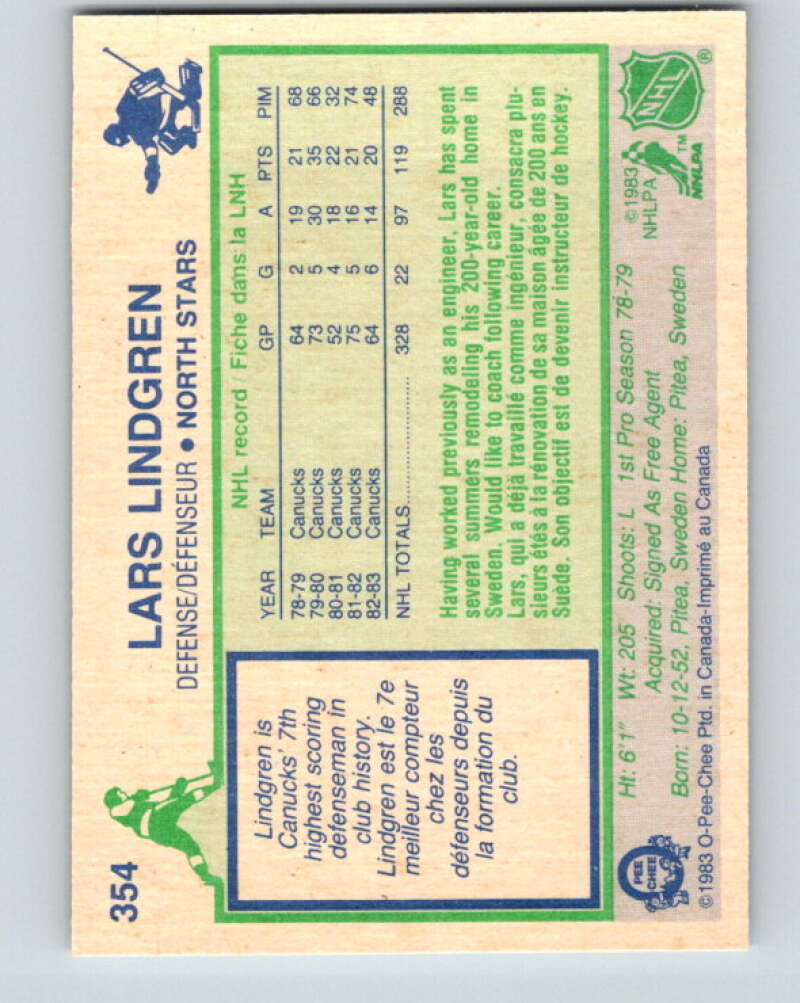 354
LARS LINDGREN
DEFENSE/DÉFENSEUR • NORTH STARS
Lindgren is
Canucks' 7th
highest scoring
defenseman in
club history.
Lindgren est le 7e
meilleur compteur
chez les
défenseurs depuis
la formation du
club.
NHL record / Fiche dans la LNH
YEAR TEAM GP G A PTS PIM
78-79 Canucks 64 2 19 21 68
79-80 Canucks 73 5 30 35 66
80-81 Canucks 52 4 18 22 32
81-82 Canucks 75 5 16 21 74
82-83 Canucks 64 6 14 20 48
NHL TOTALS.................... 328 22 97 119 288
Having worked previously as an engineer, Lars has spent
several summers remodeling his 200-year-old home in
Sweden. Would like to coach following career.
Lars, qui a déjà travaillé comme ingénieur, consacra plu-
sieurs étés à la rénovation de sa maison âgée de 200 ans en
Suède. Son objectif est de devenir instructeur de hockey.
Ht: 6'1" Wt: 205 Shoots: L 1st Pro Season 78-79
Acquired: Signed As Free Agent
Born: 10-12-52, Pitea, Sweden Home: Pitea, Sweden
©1983 O-Pee-Chee Ptd. in Canada-Imprimé au Canada
O
PEE
CHEE
©1983
NHLPA
NHLPA
TM
NHL
®